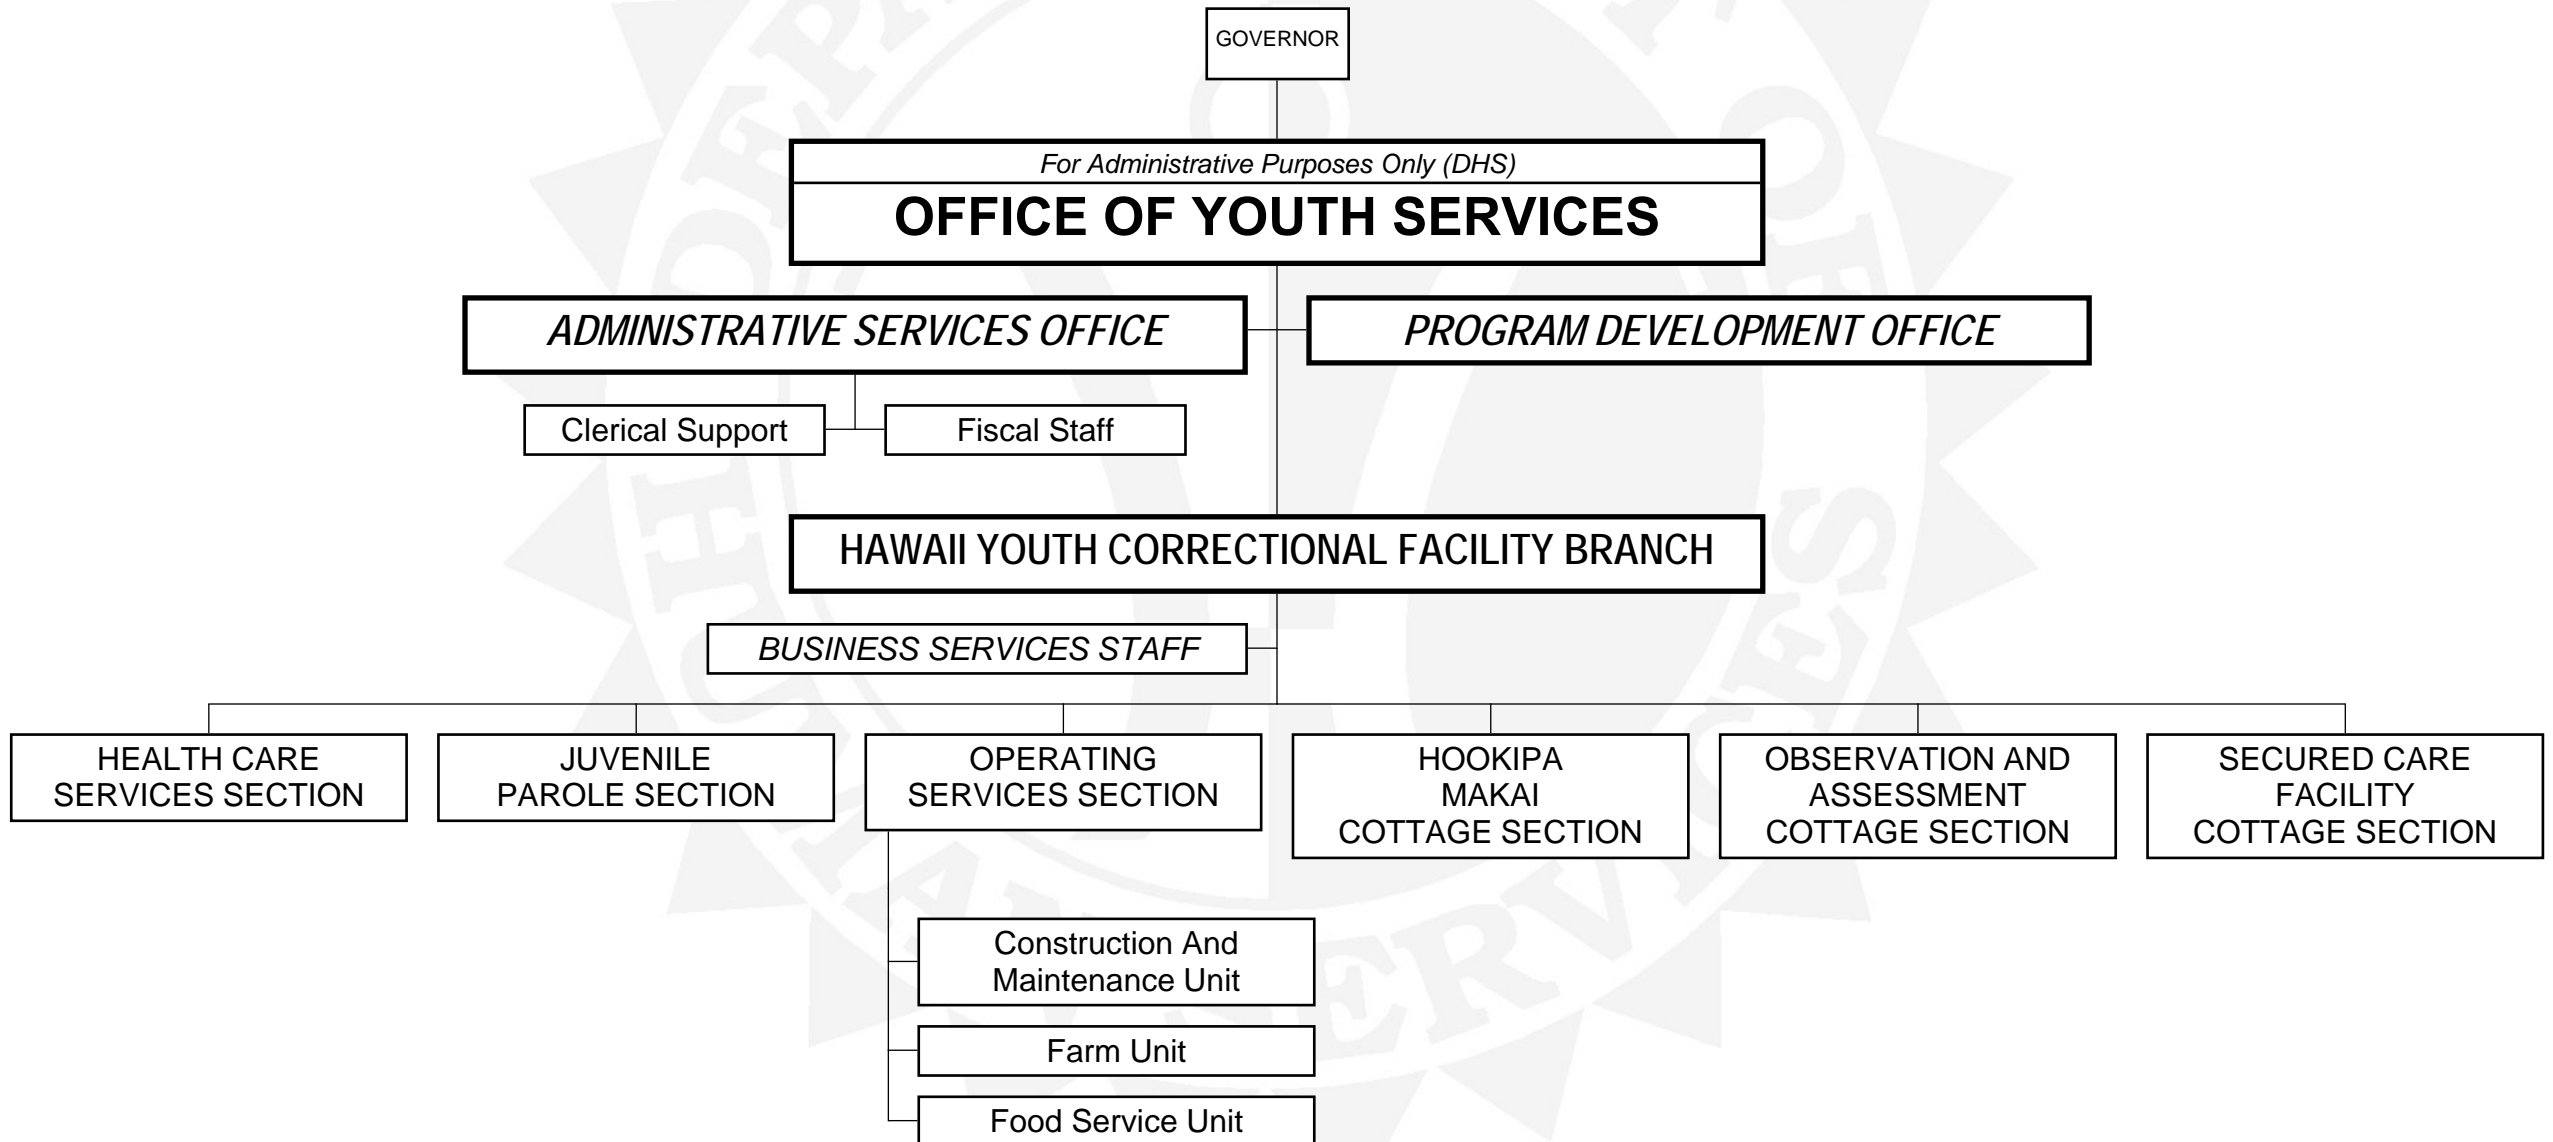 GOVERNOR
For Administrative Purposes Only (DHS)
OFFICE OF YOUTH SERVICES
ADMINISTRATIVE SERVICES OFFICE
PROGRAM DEVELOPMENT OFFICE
Clerical Support
Fiscal Staff
HAWAII YOUTH CORRECTIONAL FACILITY BRANCH
BUSINESS SERVICES STAFF
HEALTH CARE
SERVICES SECTION
JUVENILE
PAROLE SECTION
OPERATING
SERVICES SECTION
HOOKIPA
MAKAI
COTTAGE SECTION
OBSERVATION AND
ASSESSMENT
COTTAGE SECTION
SECURED CARE
FACILITY
COTTAGE SECTION
Construction And
Maintenance Unit
Farm Unit
Food Service Unit
HUMAN SERVICES